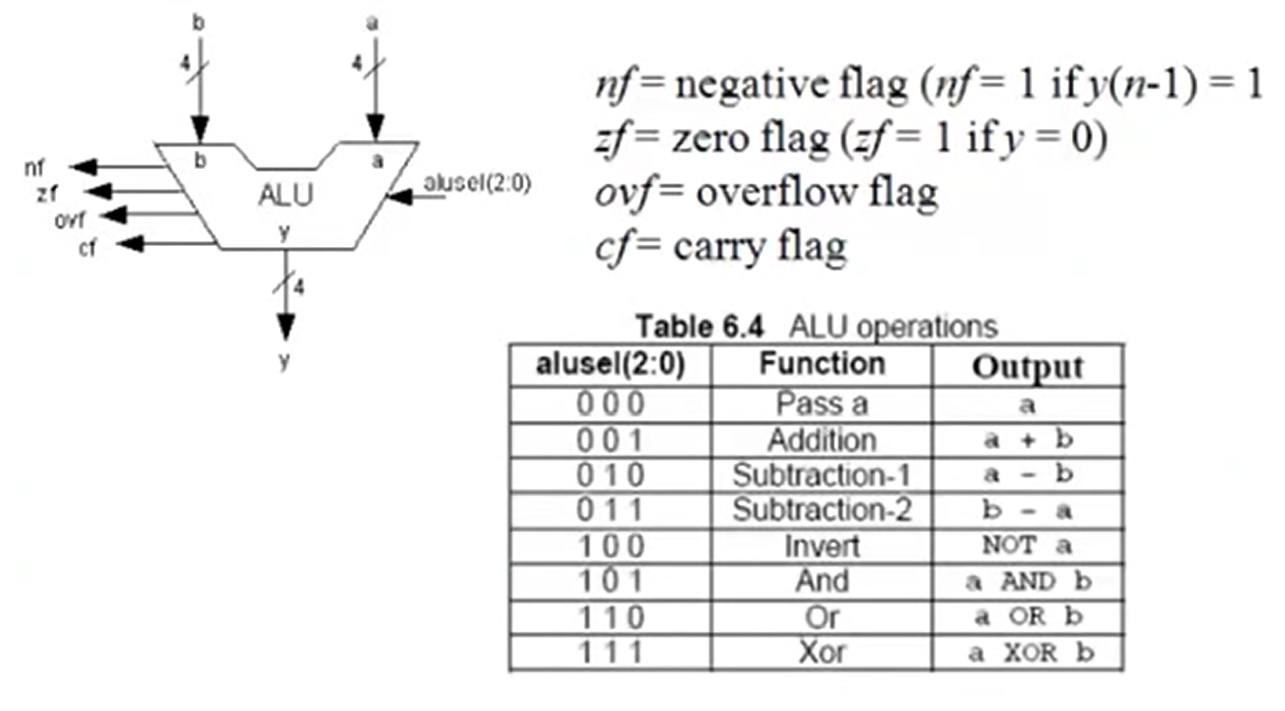 b
a
4
4
b
a
nf
zf
ovf
cf
ALU
alusel(2:0)
y
4
y
nf = negative flag (nf = 1 if y(n-1) = 1
zf = zero flag (zf = 1 if y = 0)
ovf = overflow flag
cf = carry flag
Table 6.4 ALU operations
alusel(2:0) Function Output
0 0 0 Pass a a
0 0 1 Addition a + b
0 1 0 Subtraction-1 a - b
0 1 1 Subtraction-2 b - a
1 0 0 Invert NOT a
1 0 1 And a AND b
1 1 0 Or a OR b
1 1 1 Xor a XOR b